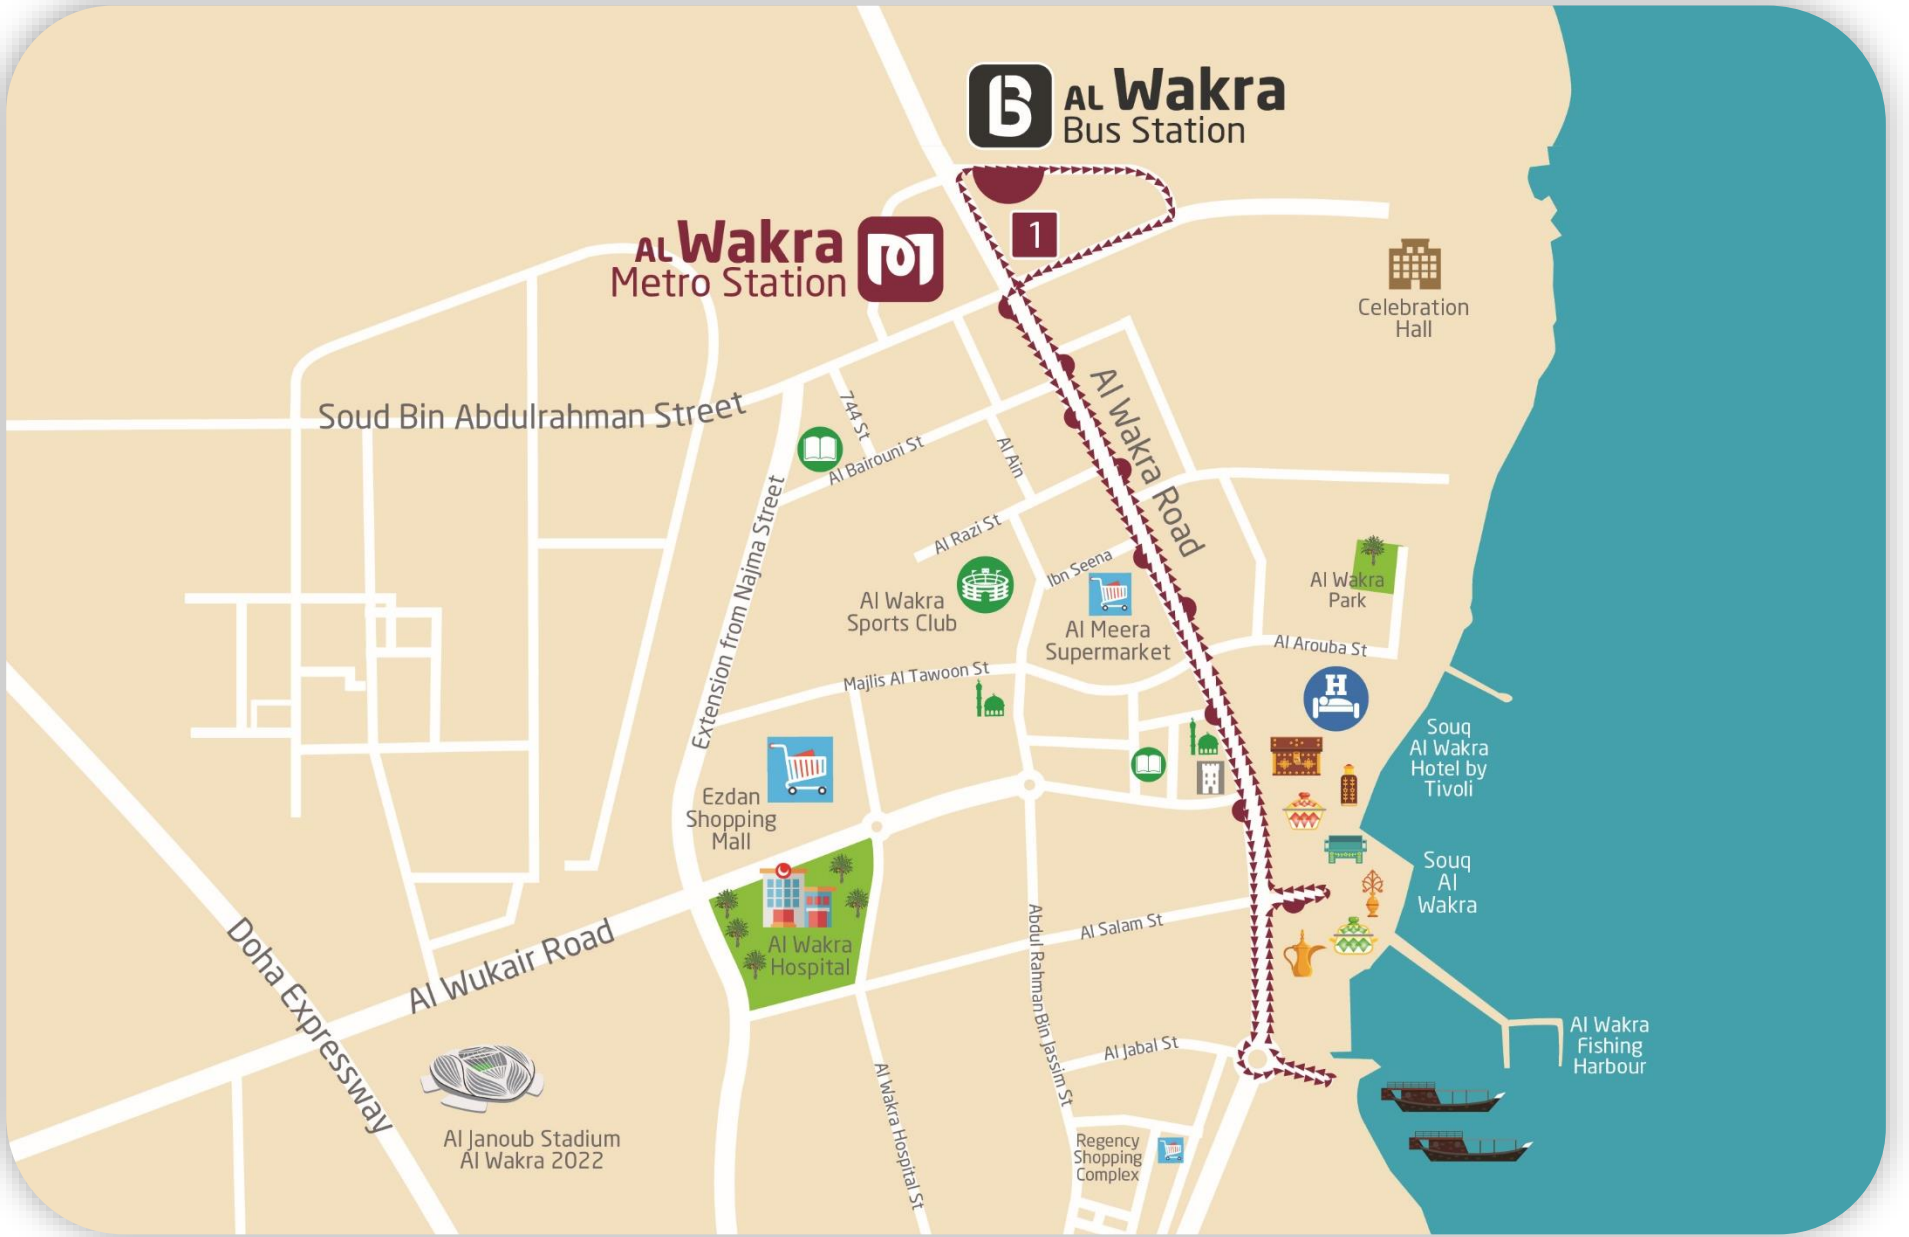 B
AL Wakra
Bus Station
AL Wakra
Metro Station
1
Celebration
Hall
Soud Bin Abdulrahman Street
744 St
Al Bairouni St
Al Ain
Al Wakra Road
Extension from Najma Street
Al Razi St
Ibn Seena
Al Wakra
Sports Club
Al Meera
Supermarket
Al Wakra
Park
Al Arouba St
Majlis Al Tawoon St
H
Souq
Al Wakra
Hotel by
Tivoli
Ezdan
Shopping
Mall
Souq
Al
Wakra
Al Wakra
Hospital
Al Salam St
Abdul Rahman Bin Jassim St
Doha Expressway
Al Wukair Road
Al Jabal St
Al Wakra
Fishing
Harbour
Al Wakra Hospital St
Al Janoub Stadium
Al Wakra 2022
Regency
Shopping
Complex